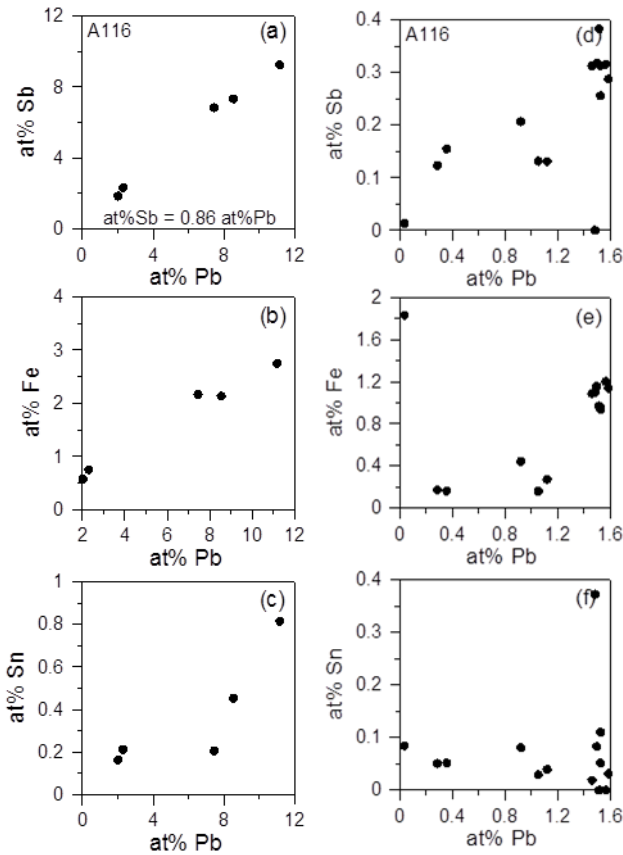 A116 (a)
12
8
4
0
at% Sb
at%Sb = 0.86 at%Pb
0 4 8 12
at% Pb
A116 (d)
0.4
0.3
0.2
0.1
0
at% Sb
0 0.4 0.8 1.2 1.6
at% Pb
(b)
4
3
2
1
0
at% Fe
2 4 6 8 10 12
at% Pb
(e)
2
1.6
1.2
0.8
0.4
0
at% Fe
0 0.4 0.8 1.2 1.6
at% Pb
(c)
1
0.8
0.6
0.4
0.2
0
at% Sn
0 4 8 12
at% Pb
(f)
0.4
0.3
0.2
0.1
0
at% Sn
0 0.4 0.8 1.2 1.6
at% Pb